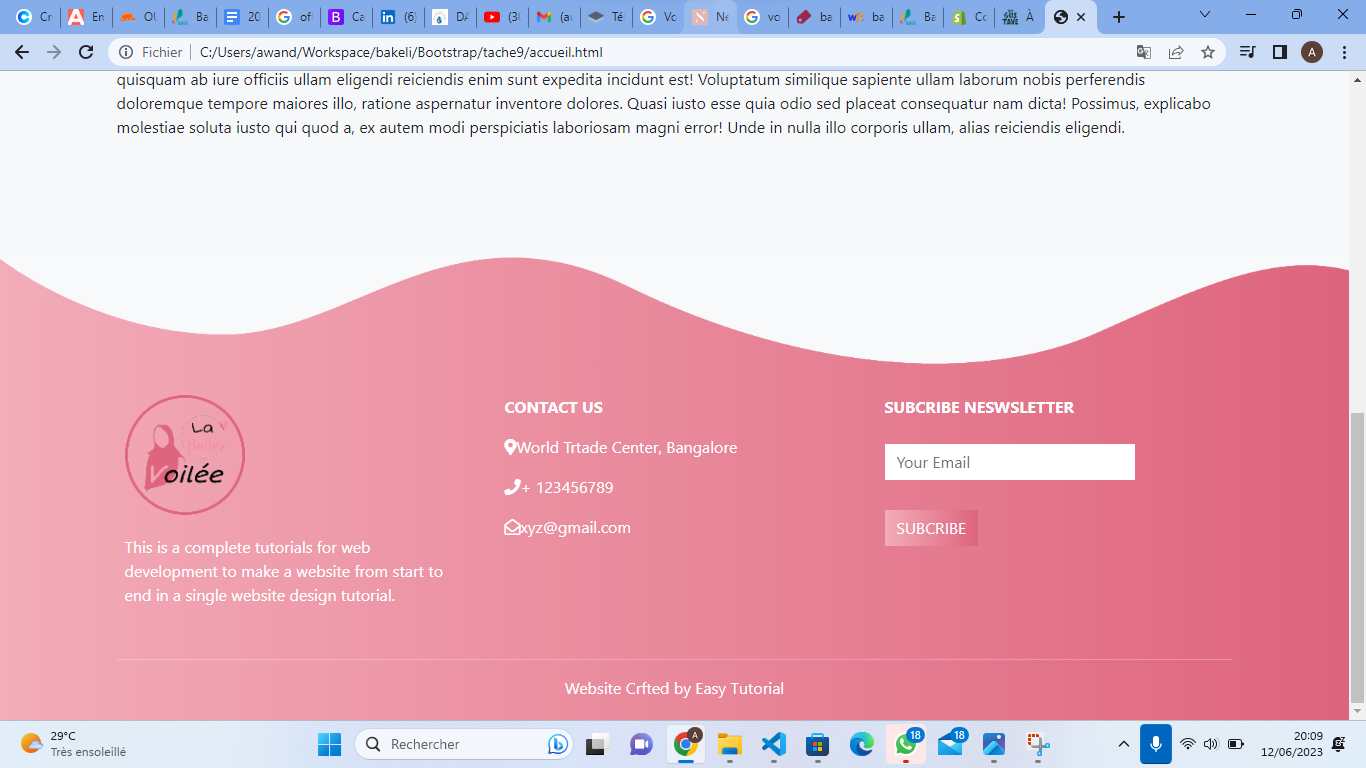 Cr
En
OU
Ba
20
off
Ca
(6)
DA
(30
(au
Té
Vo
Ne
vo
ba
ba
Ba
Co
À
Fichier C:/Users/awand/Workspace/bakeli/Bootstrap/tache9/accueil.html
A
quisquam ab iure officiis ullam eligendi reiciendis enim sunt expedita incidunt est! Voluptatum similique sapiente ullam laborum nobis perferendis
doloremque tempore maiores illo, ratione aspernatur inventore dolores. Quasi iusto esse quia odio sed placeat consequatur nam dicta! Possimus, explicabo
molestiae soluta iusto qui quod a, ex autem modi perspiciatis laboriosam magni error! Unde in nulla illo corporis ullam, alias reiciendis eligendi.
La
Belle
Voilée
This is a complete tutorials for web
development to make a website from start to
end in a single website design tutorial.
CONTACT US
World Trtade Center, Bangalore
+ 123456789
xyz@gmail.com
SUBCRIBE NESWSLETTER
Your Email
SUBCRIBE
Website Crfted by Easy Tutorial
29°C
Très ensoleillé
Rechercher
A
18
18
20:09
12/06/2023